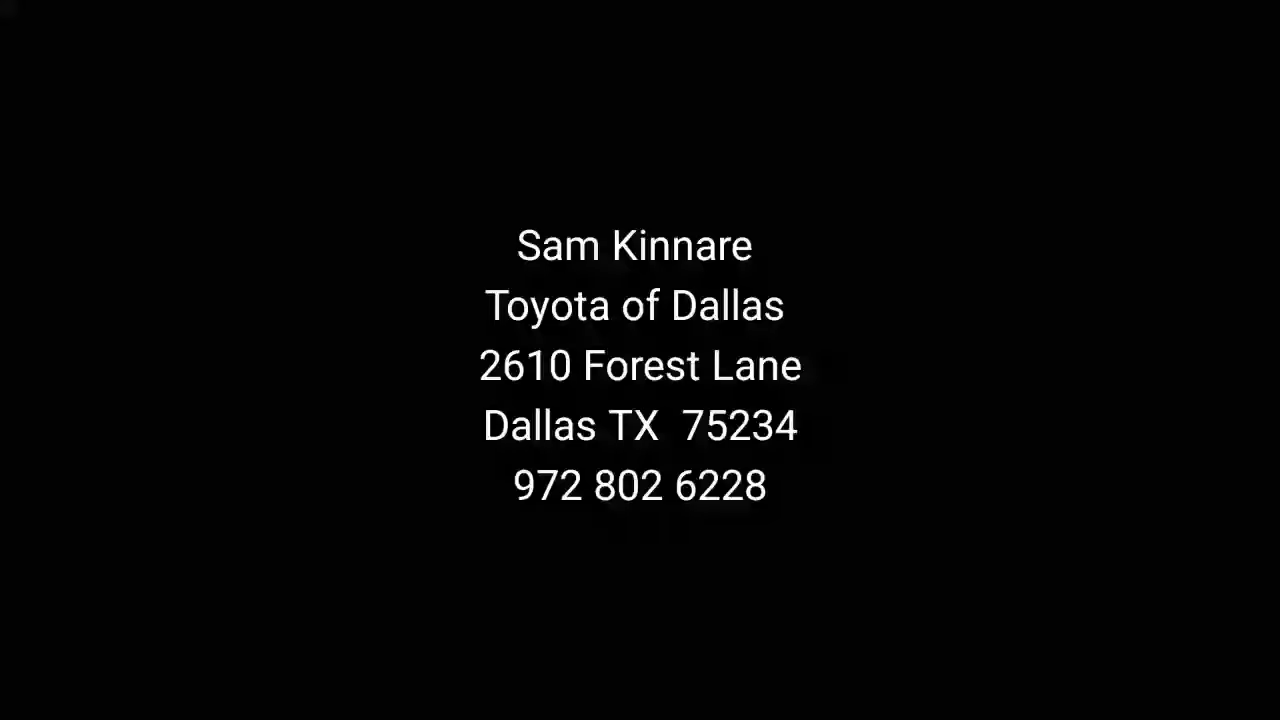 Sam Kinnare
Toyota of Dallas
2610 Forest Lane
Dallas TX  75234
972 802 6228